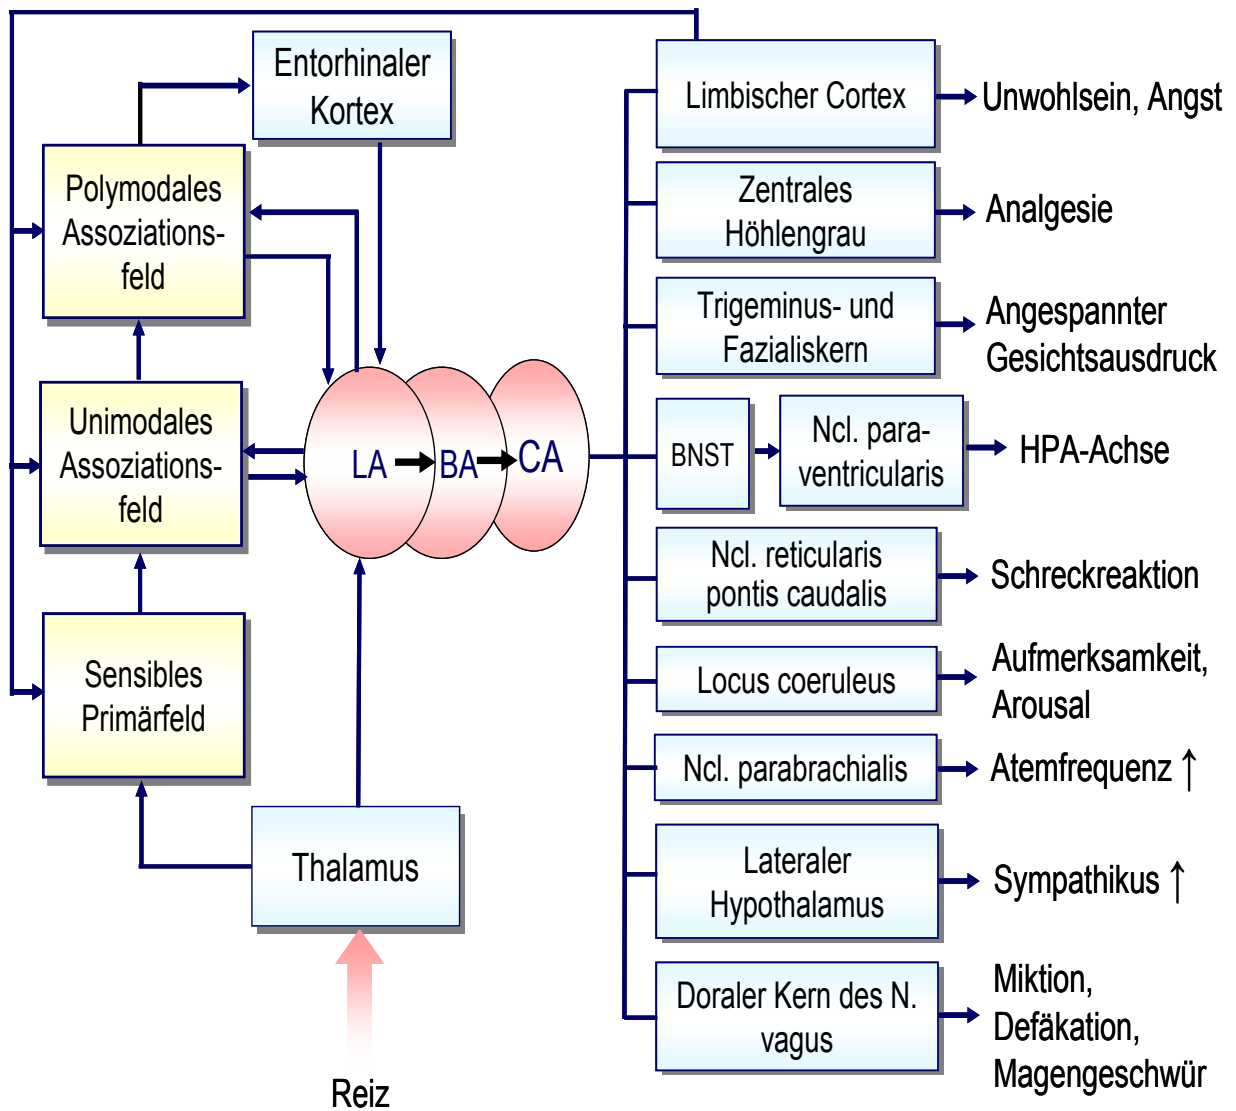 Entorhinaler
Kortex
Polymodales
Assoziations-
feld
Unimodales
Assoziations-
feld
Sensibles
Primärfeld
Thalamus
Reiz
LA
BA
CA
Limbischer Cortex
Unwohlsein, Angst
Zentrales
Höhlengrau
Analgesie
Trigeminus- und
Fazialiskern
Angespannter
Gesichtsausdruck
BNST
Ncl. para-
ventricularis
HPA-Achse
Ncl. reticularis
pontis caudalis
Schreckreaktion
Locus coeruleus
Aufmerksamkeit,
Arousal
Ncl. parabrachialis
Atemfrequenz ↑
Lateraler
Hypothalamus
Sympathikus ↑
Doraler Kern des N.
vagus
Miktion,
Defäkation,
Magengeschwür